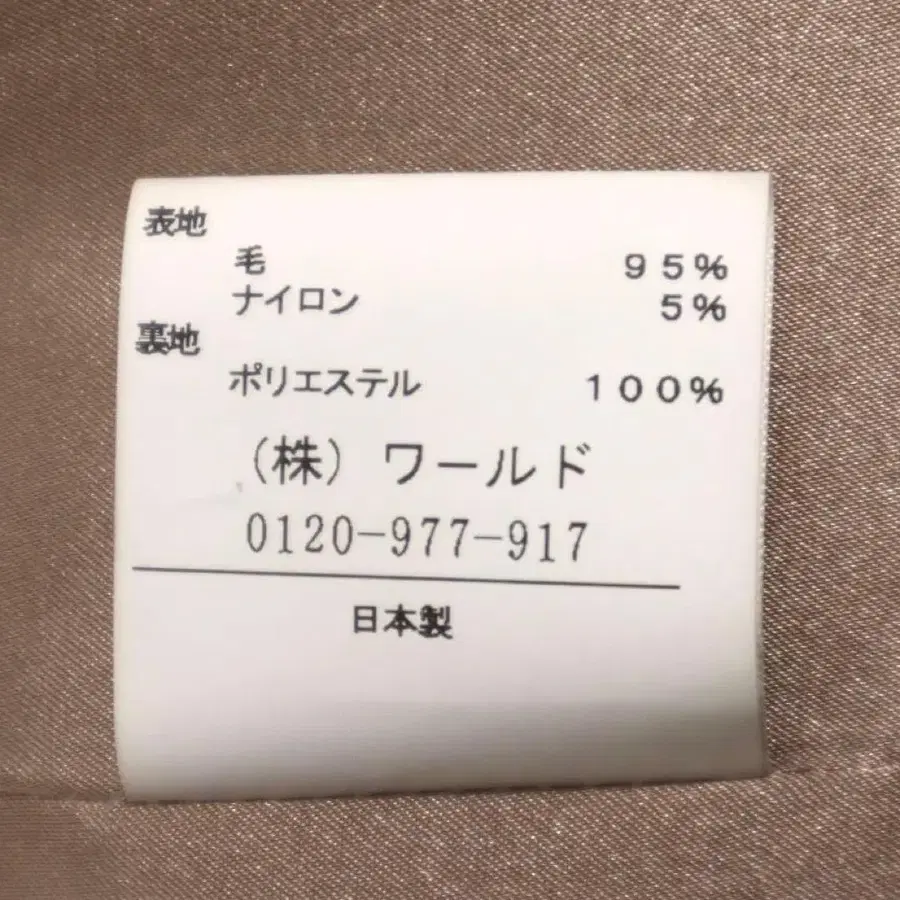 表地
毛 95%
ナイロン 5%
裏地
ポリエステル 100%
(株) ワールド
0120-977-917
日本製